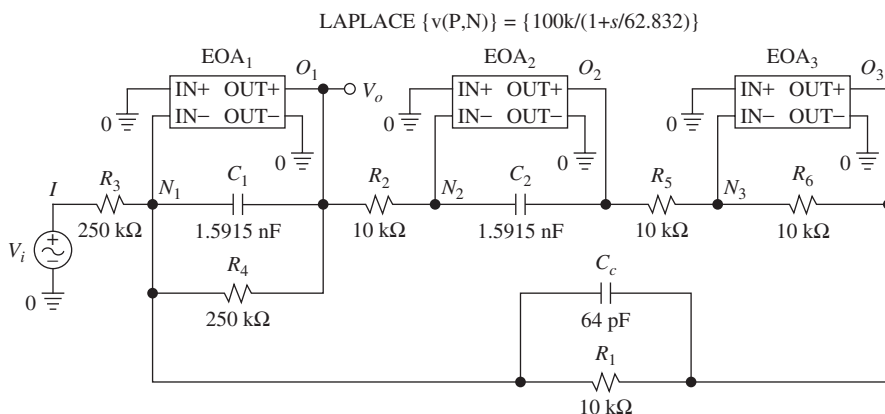 LAPLACE {v(P,N)} = {100k/(1+s/62.832)}
EOA₁ O₁ EOA₂ O₂ EOA₃ O₃
IN+ OUT+ Vₒ IN+ OUT+ IN+ OUT+
0 IN− OUT− 0 IN− OUT− 0 IN− OUT−
0 0 0
I R₃ N₁ C₁ R₂ N₂ C₂ R₅ N₃ R₆
250 kΩ 1.5915 nF 10 kΩ 1.5915 nF 10 kΩ 10 kΩ
Vᵢ + −
R₄ C_c
0 250 kΩ 64 pF
R₁
10 kΩ